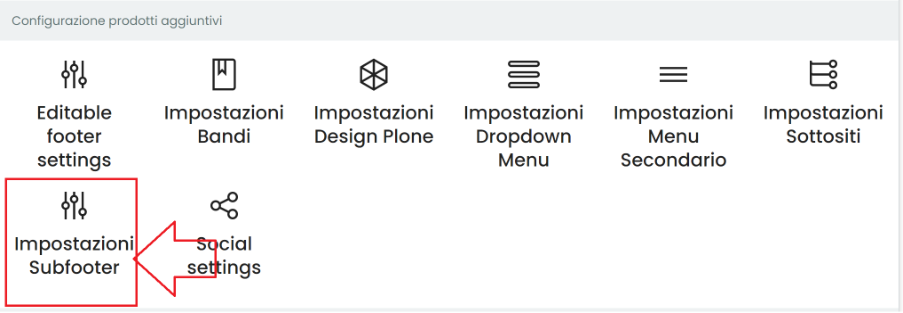 Configurazione prodotti aggiuntivi
Editable
footer
settings
Impostazioni
Bandi
Impostazioni
Design Plone
Impostazioni
Dropdown
Menu
Impostazioni
Menu
Secondario
Impostazioni
Sottositi
Impostazioni
Subfooter
Social
settings